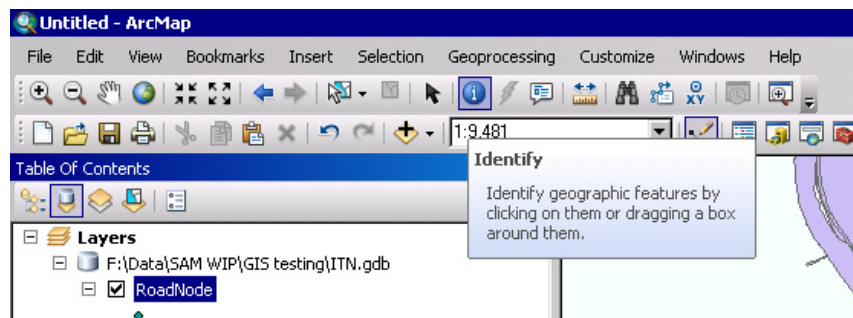 Untitled - ArcMap
File Edit View Bookmarks Insert Selection Geoprocessing Customize Windows Help
XY
1:9,481
Identify
Identify geographic features by
clicking on them or dragging a box
around them.
Table Of Contents
Layers
F:\Data\SAM WIP\GIS testing\ITN.gdb
RoadNode